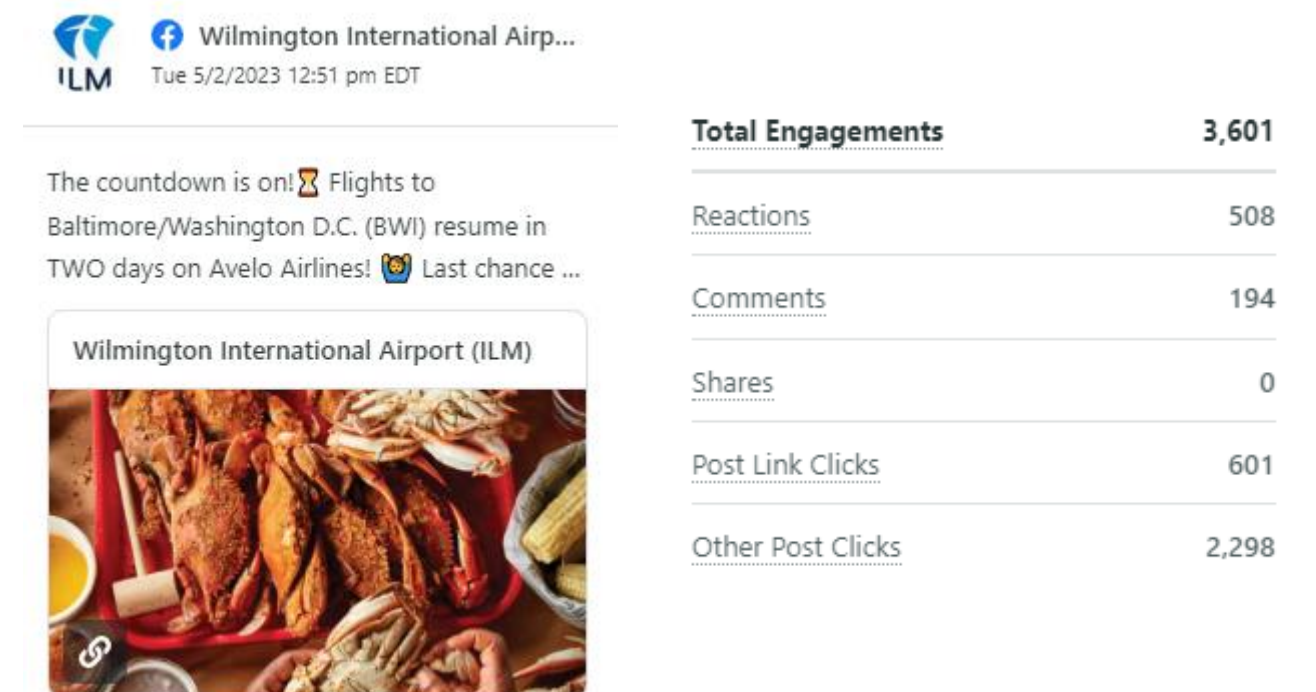 ILM
Wilmington International Airp...
Tue 5/2/2023 12:51 pm EDT
The countdown is on!⏳ Flights to
Baltimore/Washington D.C. (BWI) resume in
TWO days on Avelo Airlines! 🙆 Last chance ...
Wilmington International Airport (ILM)
Total Engagements 3,601
Reactions 508
Comments 194
Shares 0
Post Link Clicks 601
Other Post Clicks 2,298